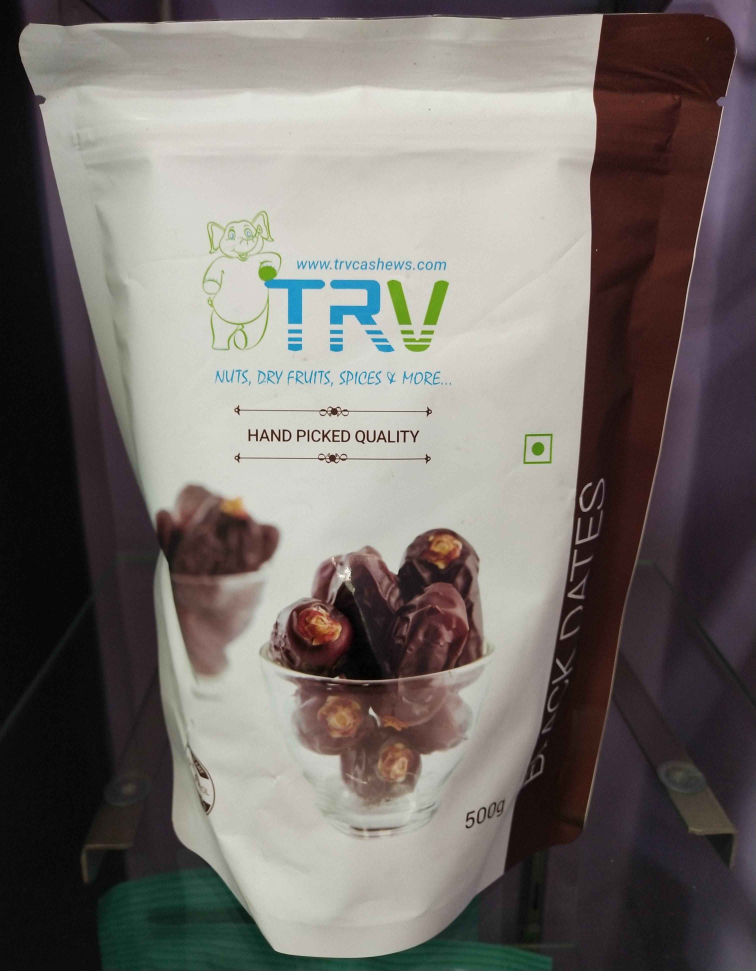 www.trvcashews.com
TRV
NUTS, DRY FRUITS, SPICES & MORE...
HAND PICKED QUALITY
BLACK DATES
500g